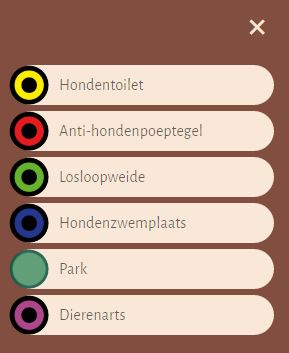 Hondentoilet
Anti-hondenpoeptegel
Losloopweide
Hondenzwemplaats
Park
Dierenarts